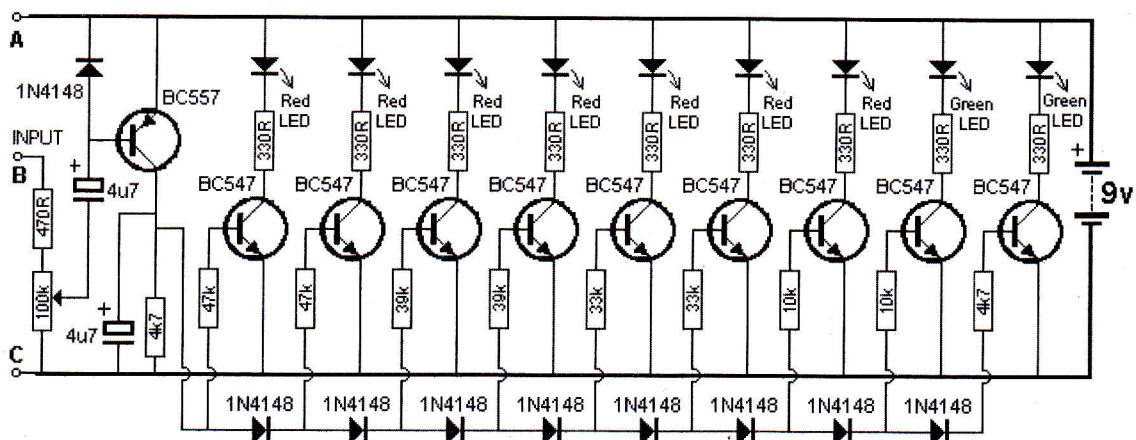 A
1N4148
BC557
INPUT
B
470R
100k
C
+
4u7
+
4u7
4k7
Red
LED
Red
LED
Red
LED
Red
LED
Red
LED
Red
LED
Red
LED
Green
LED
Green
LED
330R
330R
330R
330R
330R
330R
330R
330R
330R
BC547
BC547
BC547
BC547
BC547
BC547
BC547
BC547
BC547
47k
47k
39k
39k
33k
33k
10k
10k
4k7
+
9v
1N4148
1N4148
1N4148
1N4148
1N4148
1N4148
1N4148
1N4148